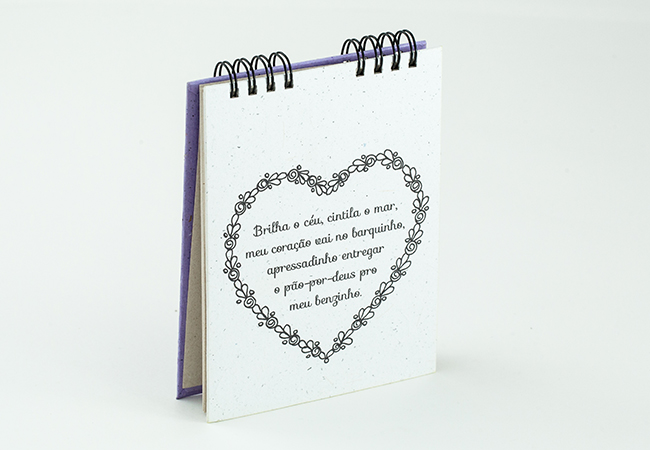 Brilha o céu, cintila o mar,
meu coração vai no barquinho,
apressadinho entregar
o pão-por-deus pro
meu benzinho.